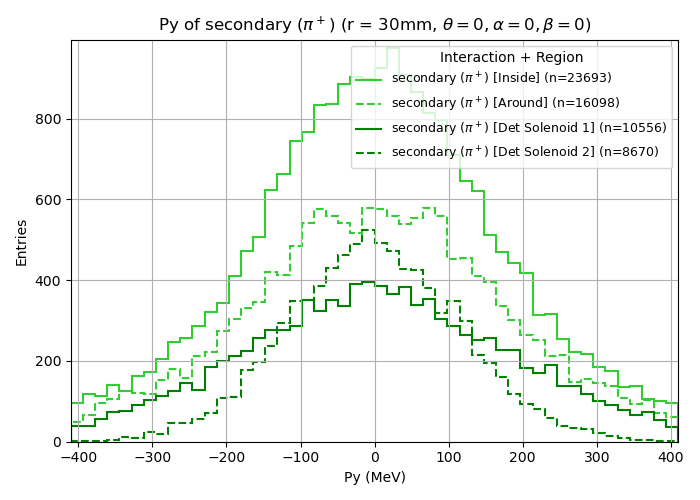 Py of secondary (π⁺) (r = 30mm, θ = 0, α = 0, β = 0)
Interaction + Region
secondary (π⁺) [Inside] (n=23693)
secondary (π⁺) [Around] (n=16098)
secondary (π⁺) [Det Solenoid 1] (n=10556)
secondary (π⁺) [Det Solenoid 2] (n=8670)
Entries
800
600
400
200
0
−400 −300 −200 −100 0 100 200 300 400
Py (MeV)